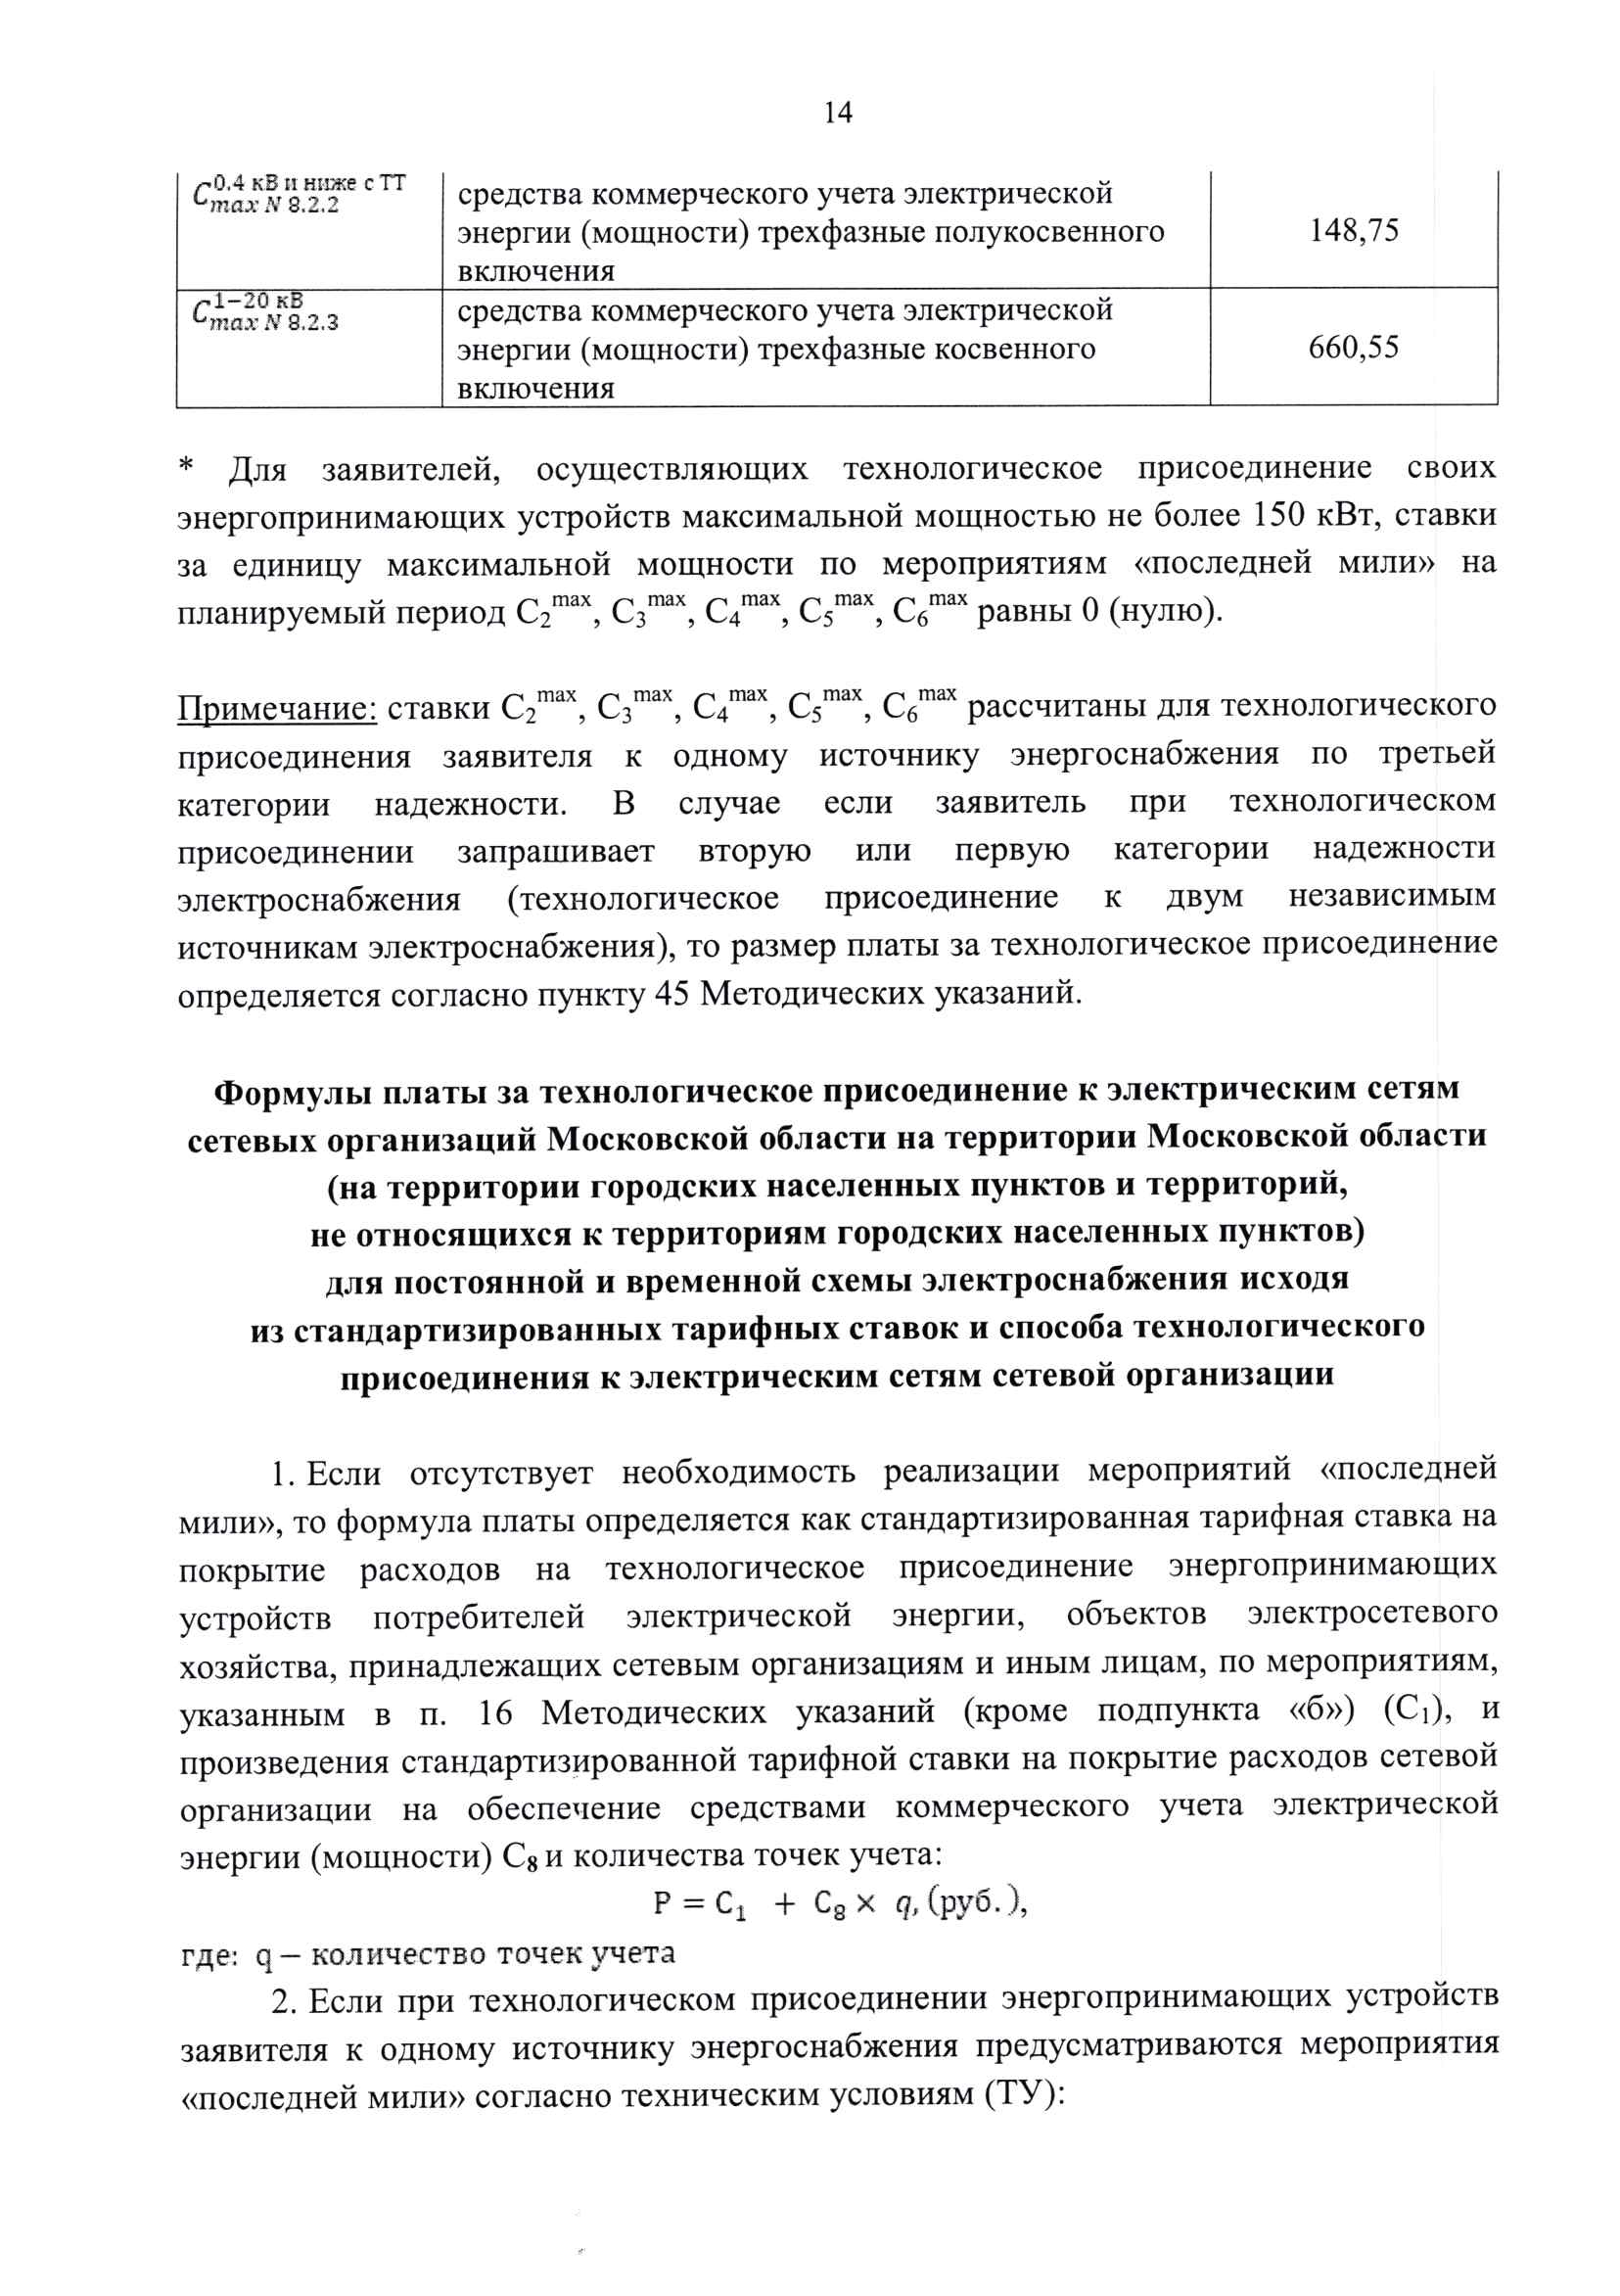 14
C 0.4 кВ и ниже с ТТ max N 8.2.2
средства коммерческого учета электрической
энергии (мощности) трехфазные полукосвенного
включения
148,75
C 1–20 кВ max N 8.2.3
средства коммерческого учета электрической
энергии (мощности) трехфазные косвенного
включения
660,55
* Для заявителей, осуществляющих технологическое присоединение своих
энергопринимающих устройств максимальной мощностью не более 150 кВт, ставки
за единицу максимальной мощности по мероприятиям «последней мили» на
планируемый период C₂max, C₃max, C₄max, C₅max, C₆max равны 0 (нулю).
Примечание: ставки C₂max, C₃max, C₄max, C₅max, C₆max рассчитаны для технологического
присоединения заявителя к одному источнику энергоснабжения по третьей
категории надежности. В случае если заявитель при технологическом
присоединении запрашивает вторую или первую категории надежности
электроснабжения (технологическое присоединение к двум независимым
источникам электроснабжения), то размер платы за технологическое присоединение
определяется согласно пункту 45 Методических указаний.
Формулы платы за технологическое присоединение к электрическим сетям
сетевых организаций Московской области на территории Московской области
(на территории городских населенных пунктов и территорий,
не относящихся к территориям городских населенных пунктов)
для постоянной и временной схемы электроснабжения исходя
из стандартизированных тарифных ставок и способа технологического
присоединения к электрическим сетям сетевой организации
1. Если отсутствует необходимость реализации мероприятий «последней
мили», то формула платы определяется как стандартизированная тарифная ставка на
покрытие расходов на технологическое присоединение энергопринимающих
устройств потребителей электрической энергии, объектов электросетевого
хозяйства, принадлежащих сетевым организациям и иным лицам, по мероприятиям,
указанным в п. 16 Методических указаний (кроме подпункта «б») (C₁), и
произведения стандартизированной тарифной ставки на покрытие расходов сетевой
организации на обеспечение средствами коммерческого учета электрической
энергии (мощности) C₈ и количества точек учета:
P = C₁ + C₈ × q, (руб.),
где: q – количество точек учета
2. Если при технологическом присоединении энергопринимающих устройств
заявителя к одному источнику энергоснабжения предусматриваются мероприятия
«последней мили» согласно техническим условиям (ТУ):